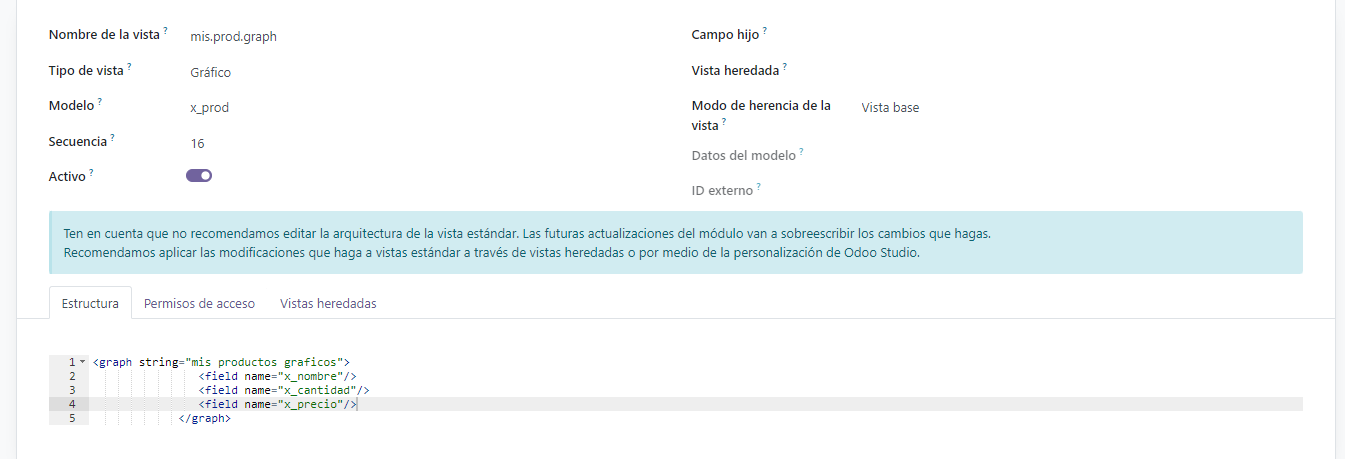 Nombre de la vista ? mis.prod.graph
Campo hijo ?
Tipo de vista ? Gráfico
Vista heredada ?
Modelo ? x_prod
Modo de herencia de la
vista ? Vista base
Secuencia ? 16
Datos del modelo ?
Activo ?
ID externo ?
Ten en cuenta que no recomendamos editar la arquitectura de la vista estándar. Las futuras actualizaciones del módulo van a sobreescribir los cambios que hagas.
Recomendamos aplicar las modificaciones que haga a vistas estándar a través de vistas heredadas o por medio de la personalización de Odoo Studio.
Estructura Permisos de acceso Vistas heredadas
1 <graph string="mis productos graficos">
2 <field name="x_nombre"/>
3 <field name="x_cantidad"/>
4 <field name="x_precio"/>
5 </graph>